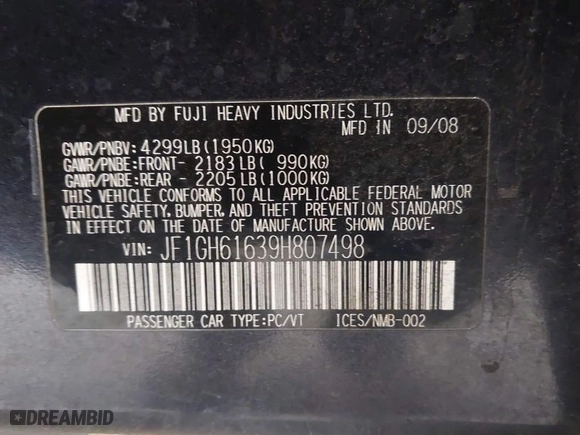 MFD BY FUJI HEAVY INDUSTRIES LTD.
MFD IN 09/08
GVWR/PNBV: 4299LB(1950KG)
GAWR/PNBE:FRONT- 2183LB( 990KG)
GAWR/PNBE:REAR - 2205LB(1000KG)
THIS VEHICLE CONFORMS TO ALL APPLICABLE FEDERAL MOTOR
VEHICLE SAFETY, BUMPER, AND THEFT PREVENTION STANDARDS
IN EFFECT ON THE DATE OF MANUFACTURE SHOWN ABOVE.
VIN: JF1GH61639H807498
PASSENGER CAR TYPE:PC/VT ICES/NMB-002
DREAMBID